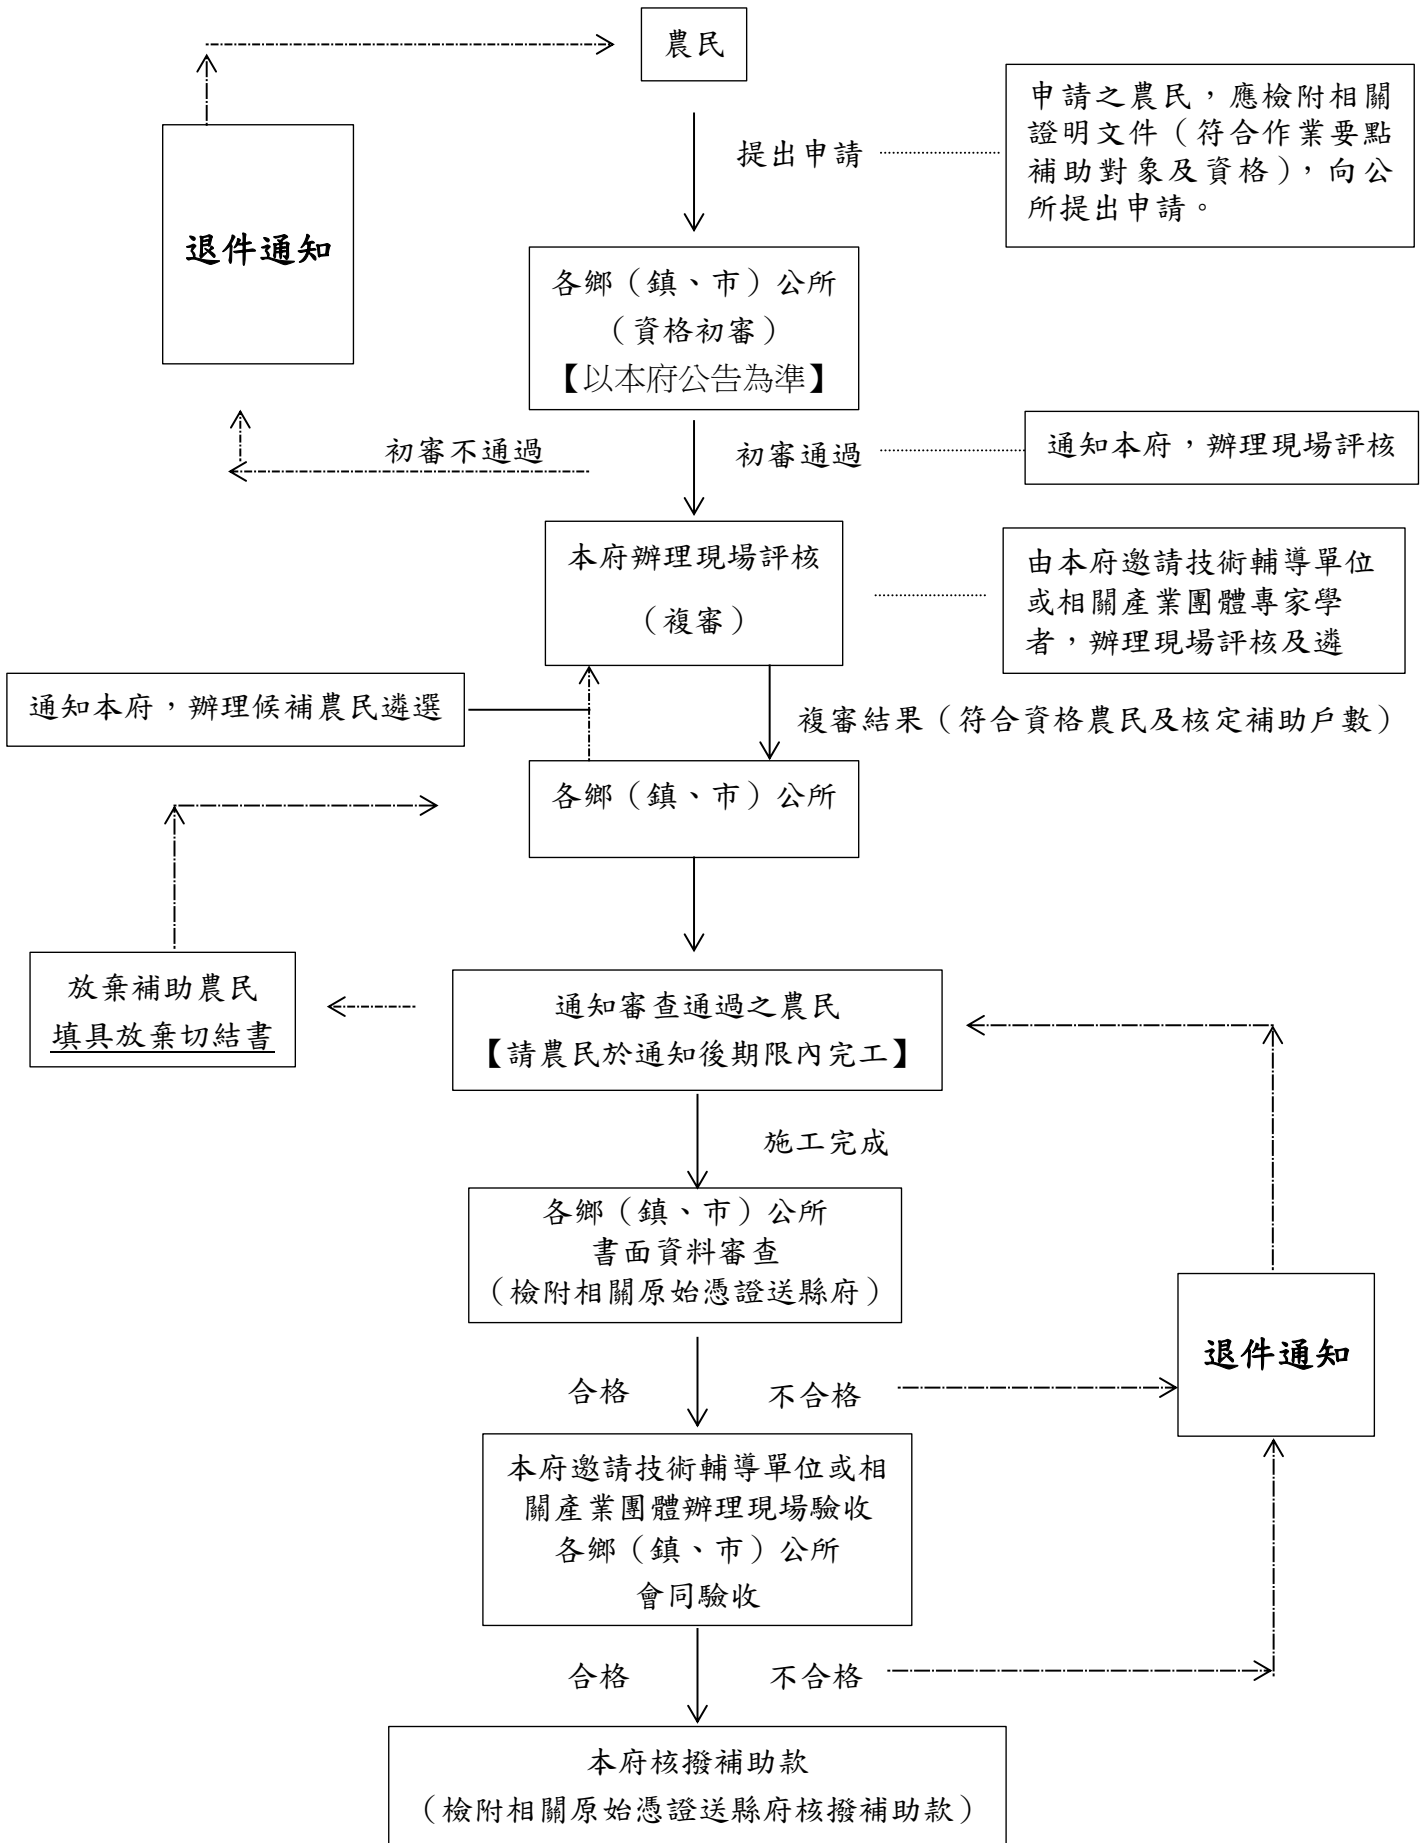 農民
提出申請
申請之農民，應檢附相關
證明文件（符合作業要點
補助對象及資格），向公
所提出申請。
退件通知
各鄉（鎮、市）公所
（資格初審）
【以本府公告為準】
初審不通過
初審通過
通知本府，辦理現場評核
本府辦理現場評核
（複審）
由本府邀請技術輔導單位
或相關產業團體專家學
者，辦理現場評核及遴
通知本府，辦理候補農民遴選
複審結果（符合資格農民及核定補助戶數）
各鄉（鎮、市）公所
放棄補助農民
填具放棄切結書
通知審查通過之農民
【請農民於通知後期限內完工】
施工完成
各鄉（鎮、市）公所
書面資料審查
（檢附相關原始憑證送縣府）
退件通知
合格
不合格
本府邀請技術輔導單位或相
關產業團體辦理現場驗收
各鄉（鎮、市）公所
會同驗收
合格
不合格
本府核撥補助款
（檢附相關原始憑證送縣府核撥補助款）